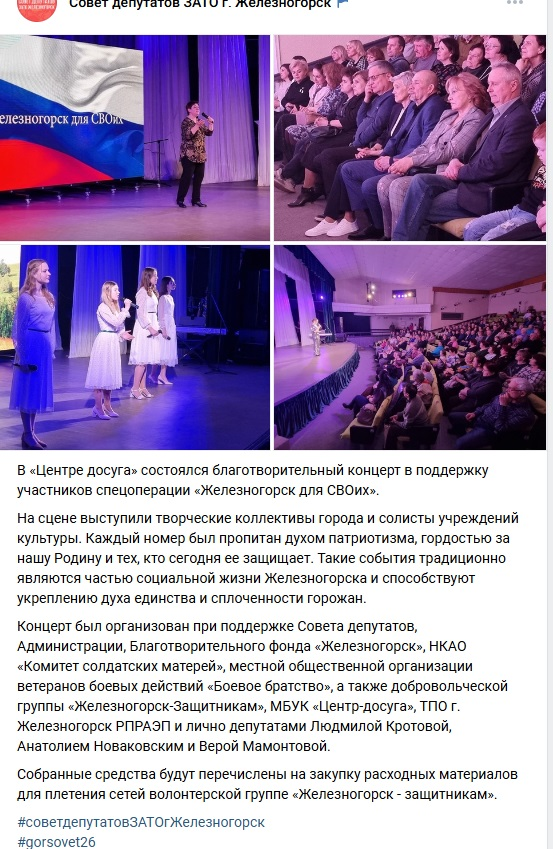 Совет депутатов ЗАТО г. Железногорск
елезногорск для СВОих
В «Центре досуга» состоялся благотворительный концерт в поддержку
участников спецоперации «Железногорск для СВОих».
На сцене выступили творческие коллективы города и солисты учреждений
культуры. Каждый номер был пропитан духом патриотизма, гордостью за
нашу Родину и тех, кто сегодня ее защищает. Такие события традиционно
являются частью социальной жизни Железногорска и способствуют
укреплению духа единства и сплоченности горожан.
Концерт был организован при поддержке Совета депутатов,
Администрации, Благотворительного фонда «Железногорск», НКАО
«Комитет солдатских матерей», местной общественной организации
ветеранов боевых действий «Боевое братство», а также добровольческой
группы «Железногорск-Защитникам», МБУК «Центр-досуга», ТПО г.
Железногорск РПРАЭП и лично депутатами Людмилой Кротовой,
Анатолием Новаковским и Верой Мамонтовой.
Собранные средства будут перечислены на закупку расходных материалов
для плетения сетей волонтерской группе «Железногорск - защитникам».
#советдепутатовЗАТОгЖелезногорск
#gorsovet26